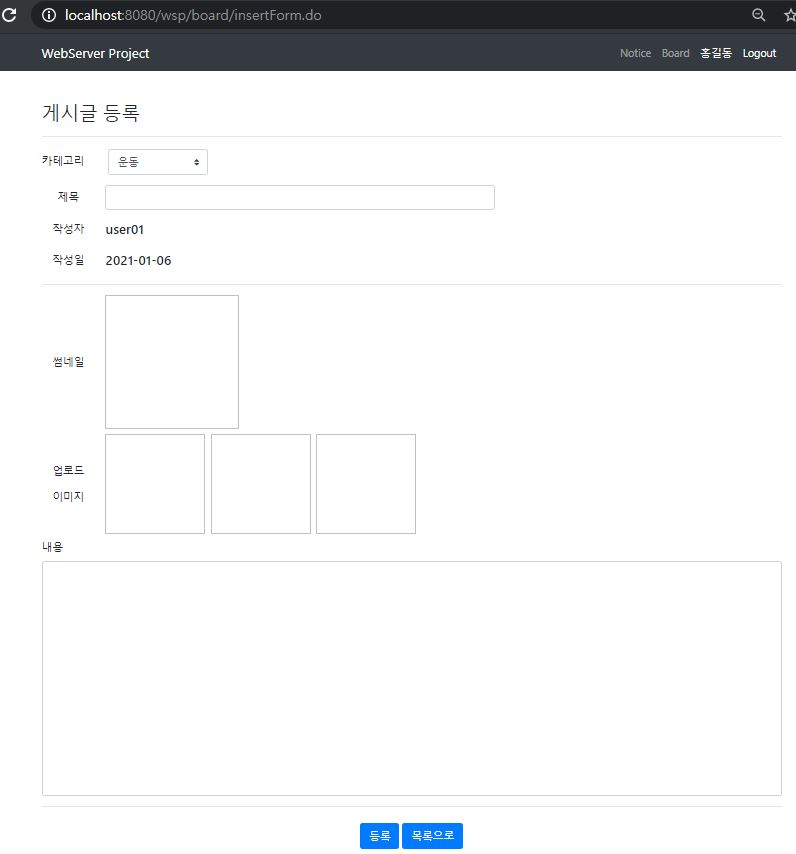 localhost:8080/wsp/board/insertForm.do
WebServer Project Notice Board 홍길동 Logout
게시글 등록
카테고리 운동
제목
작성자 user01
작성일 2021-01-06
썸네일
업로드
이미지
내용
등록 목록으로